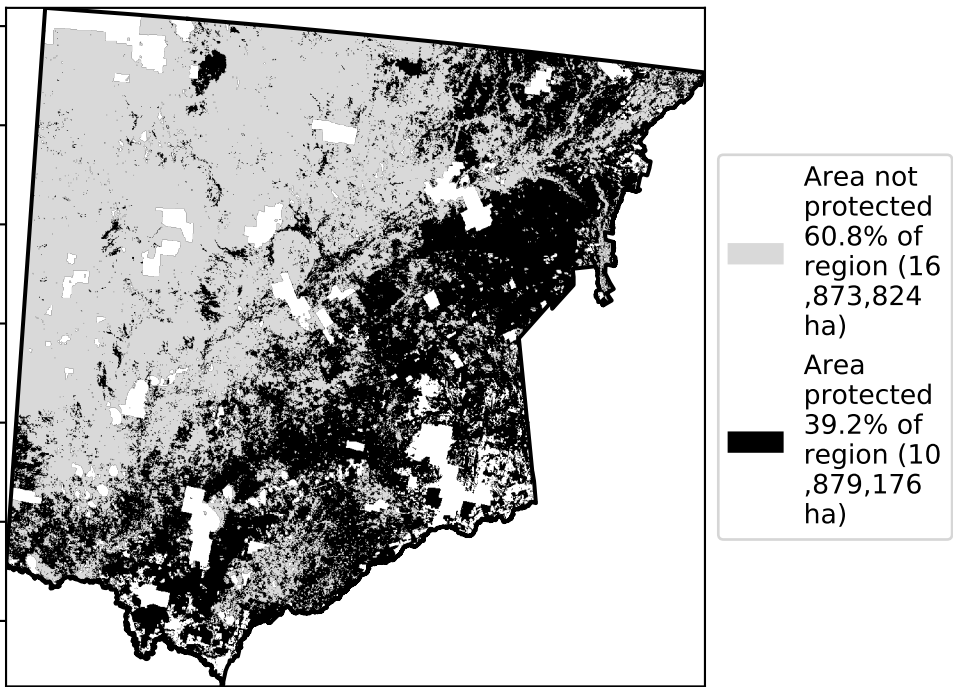 Area not
protected
60.8% of
region (16
,873,824
ha)
Area
protected
39.2% of
region (10
,879,176
ha)